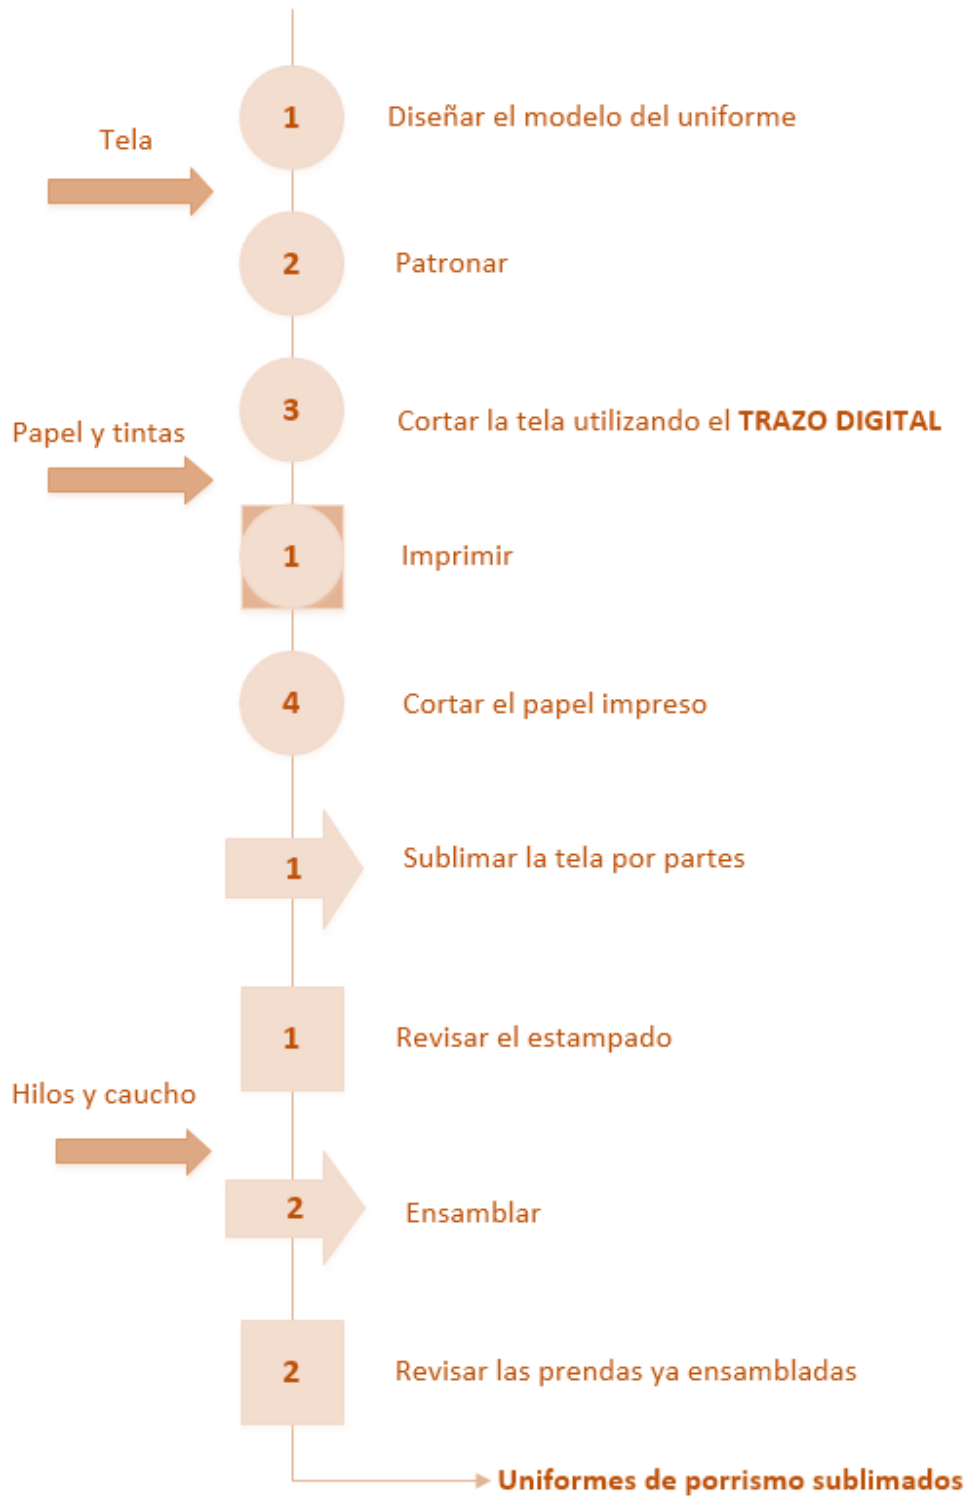 1
Diseñar el modelo del uniforme
Tela
2
Patronar
3
Cortar la tela utilizando el TRAZO DIGITAL
Papel y tintas
1
Imprimir
4
Cortar el papel impreso
1
Sublimar la tela por partes
1
Revisar el estampado
Hilos y caucho
2
Ensamblar
2
Revisar las prendas ya ensambladas
Uniformes de porrismo sublimados